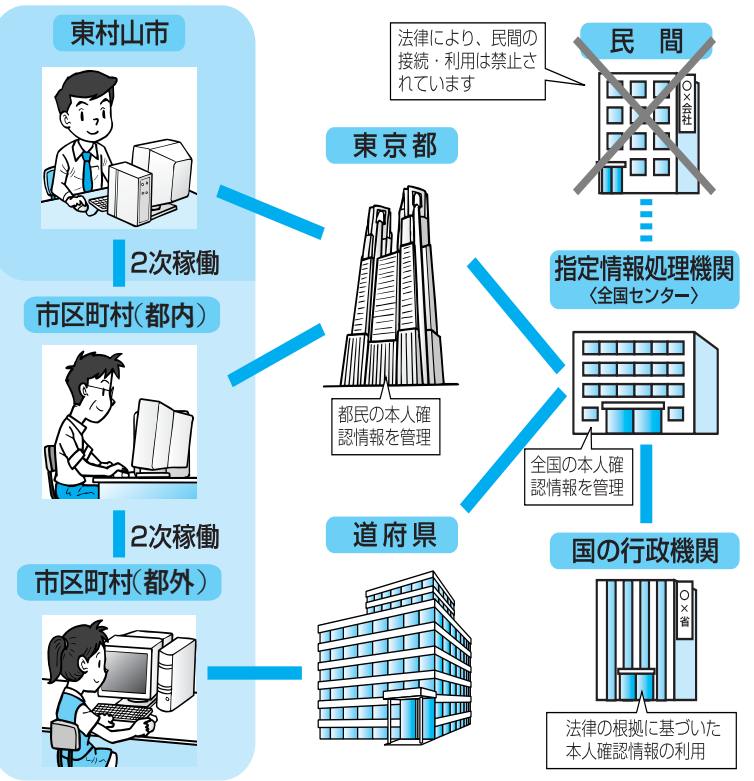 東村山市
2次稼働
市区町村（都内）
2次稼働
市区町村（都外）
東京都
都民の本人確
認情報を管理
道府県
法律により、民間の
接続・利用は禁止さ
れています
民　間
○×会社
指定情報処理機関
〈全国センター〉
全国の本人確
認情報を管理
国の行政機関
○×省
法律の根拠に基づいた
本人確認情報の利用